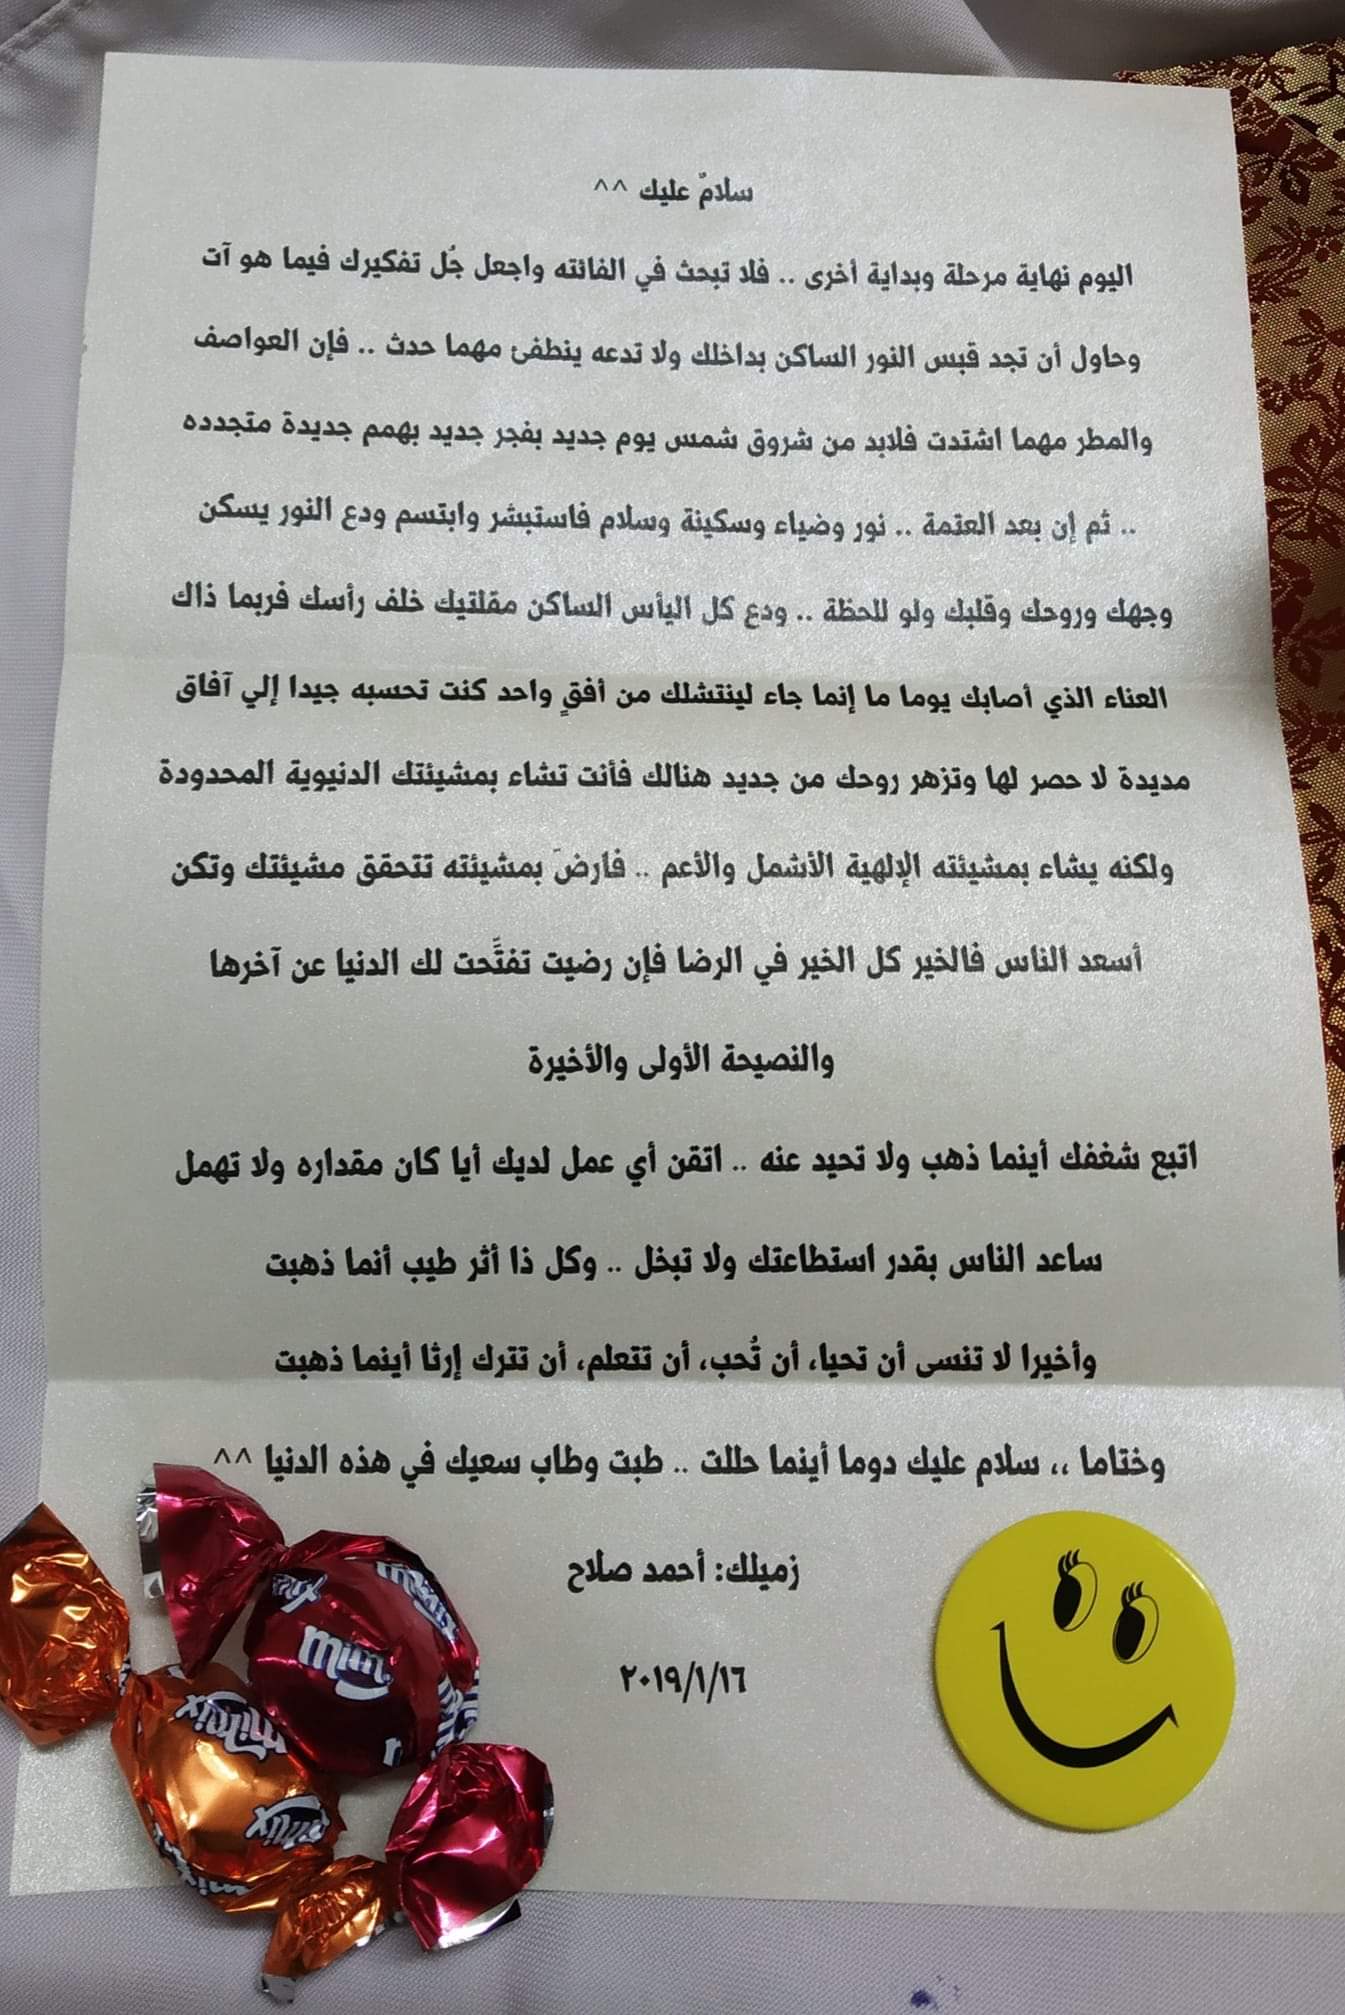 سلامٌ عليك ^^
اليوم نهاية مرحلة وبداية أخرى .. فلا تبحث في الفائته واجعل جُل تفكيرك فيما هو آت
وحاول أن تجد قبس النور الساكن بداخلك ولا تدعه ينطفئ مهما حدث .. فإن العواصف
والمطر مهما اشتدت فلابد من شروق شمس يوم جديد بفجر جديد بهمم جديدة متجدده
.. ثم إن بعد العتمة .. نور وضياء وسكينة وسلام فاستبشر وابتسم ودع النور يسكن
وجهك وروحك وقلبك ولو للحظة .. ودع كل اليأس الساكن مقلتيك خلف رأسك فربما ذاك
العناء الذي أصابك يوما ما إنما جاء لينتشلك من أفقٍ واحد كنت تحسبه جيدا إلي آفاق
مديدة لا حصر لها وتزهر روحك من جديد هنالك فأنت تشاء بمشيئتك الدنيوية المحدودة
ولكنه يشاء بمشيئته الإلهية الأشمل والأعم .. فارضَ بمشيئته تتحقق مشيئتك وتكن
أسعد الناس فالخير كل الخير في الرضا فإن رضيت تفتَّحت لك الدنيا عن آخرها
والنصيحة الأولى والأخيرة
اتبع شغفك أينما ذهب ولا تحيد عنه .. اتقن أي عمل لديك أيا كان مقداره ولا تهمل
ساعد الناس بقدر استطاعتك ولا تبخل .. وكل ذا أثر طيب أنما ذهبت
وأخيرا لا تنسى أن تحيا، أن تُحب، أن تتعلم، أن تترك إرثا أينما ذهبت
وختاما ،، سلام عليك دوما أينما حللت .. طبت وطاب سعيك في هذه الدنيا ^^
زميلك: أحمد صلاح
٢٠١٩/١/١٦
mimix